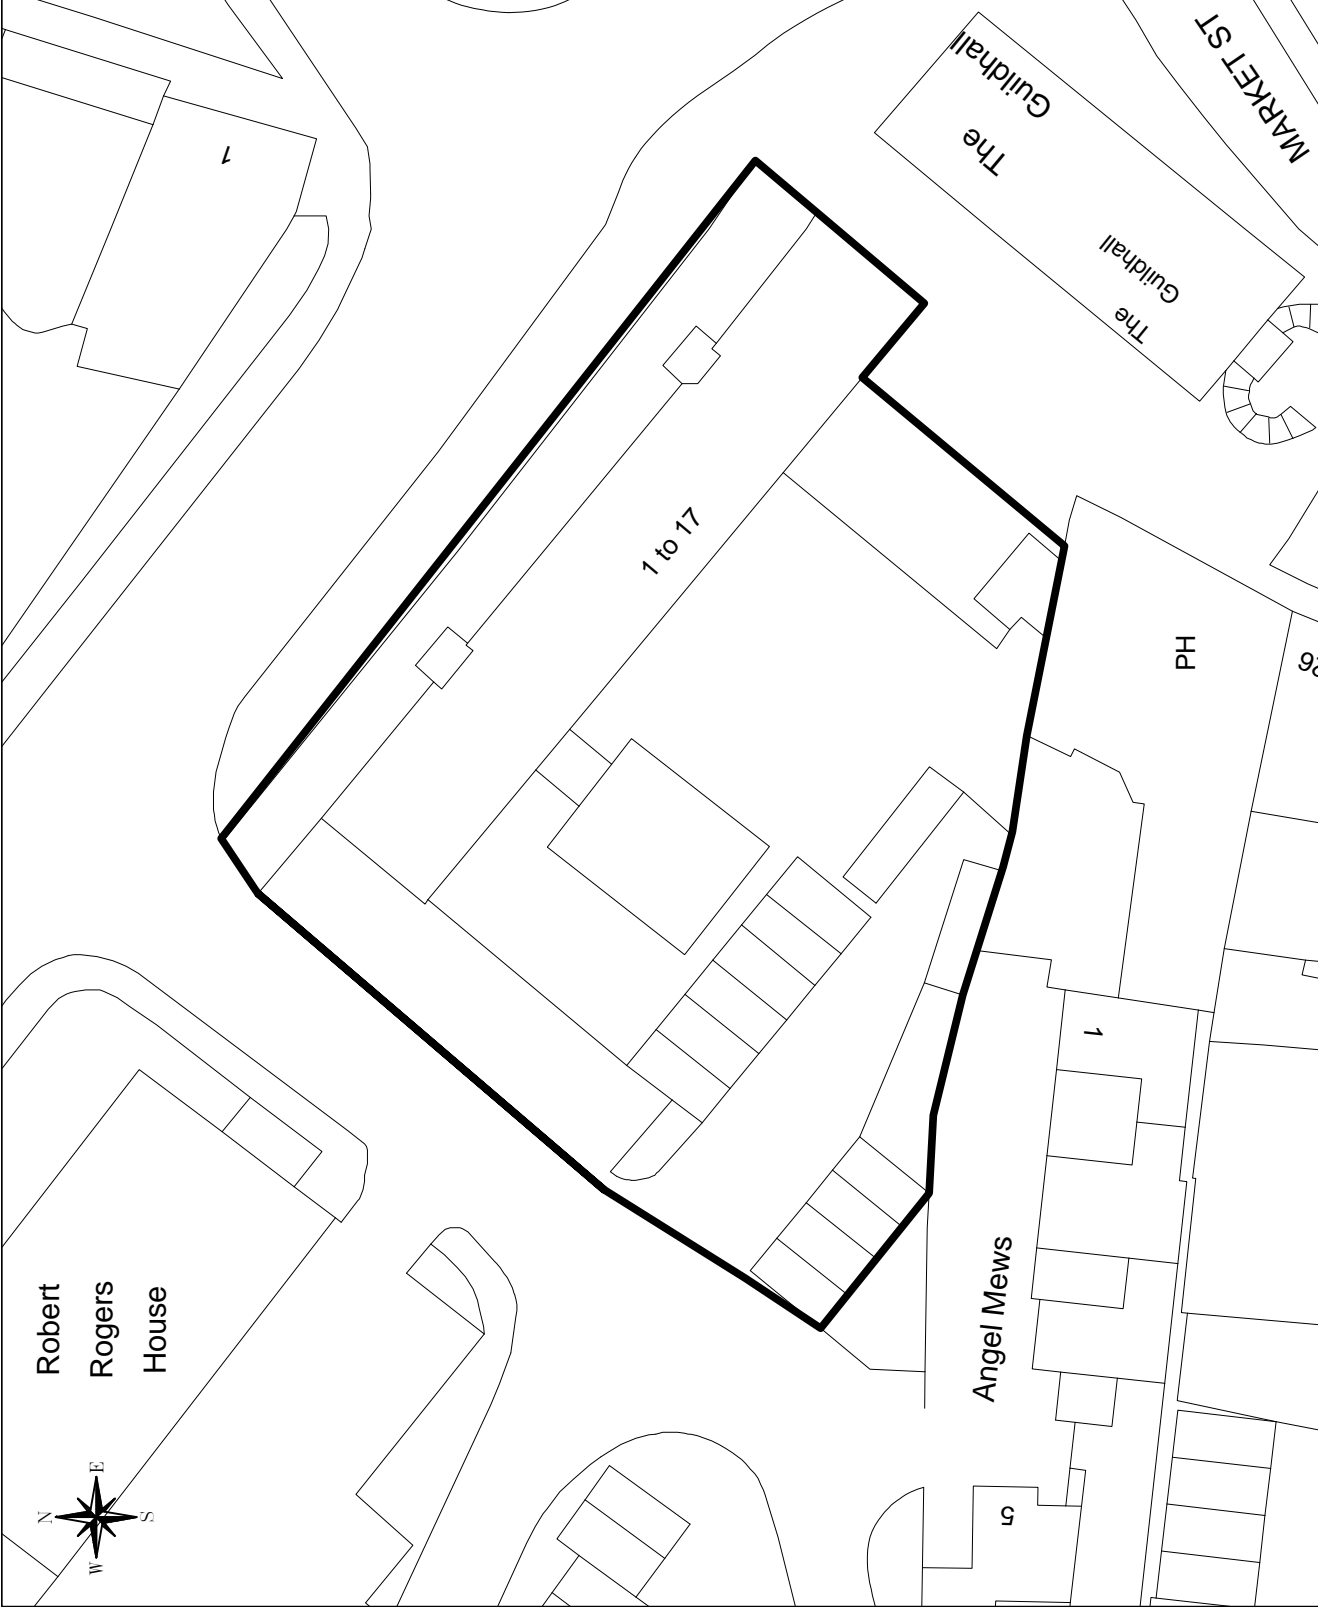 MARKET ST
The
Guildhall
The
Guildhall
1
1 to 17
PH
1
Angel Mews
5
Robert
Rogers
House
N
E
S
W